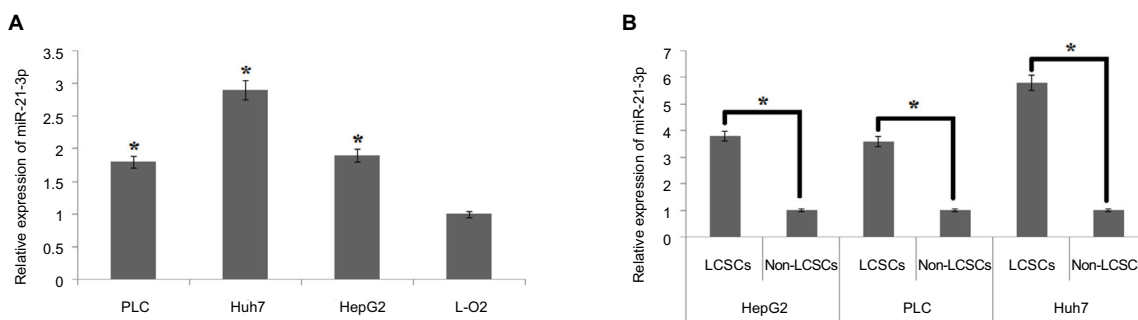 A
Relative expression of miR-21-3p
3.5
3
2.5
2
1.5
1
0.5
0
*
*
*
PLC
Huh7
HepG2
L-O2
B
Relative expression of miR-21-3p
7
6
5
4
3
2
1
0
*
*
*
LCSCs
Non-LCSCs
LCSCs
Non-LCSCs
LCSCs
Non-LCSC
HepG2
PLC
Huh7